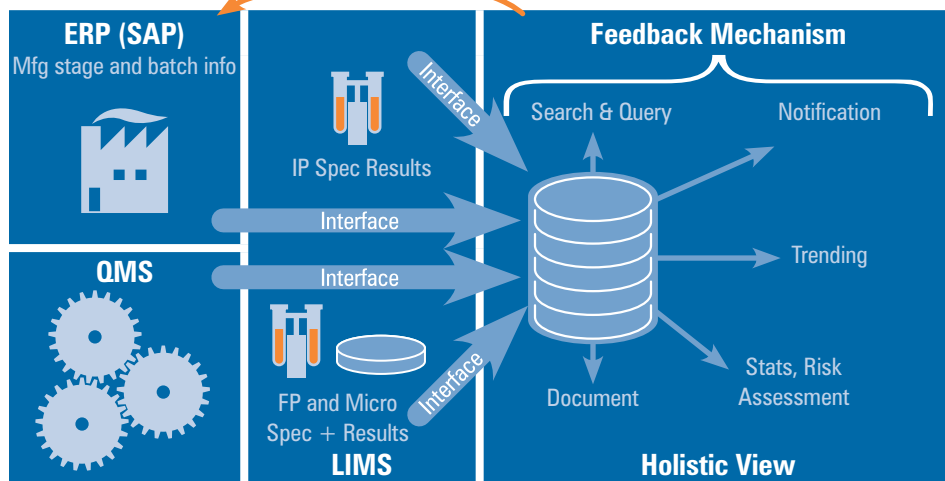 ERP (SAP)
Mfg stage and batch info
QMS
IP Spec Results
Interface
Interface
Interface
Interface
FP and Micro
Spec + Results
LIMS
Feedback Mechanism
Search & Query
Notification
Trending
Stats, Risk
Assessment
Document
Holistic View